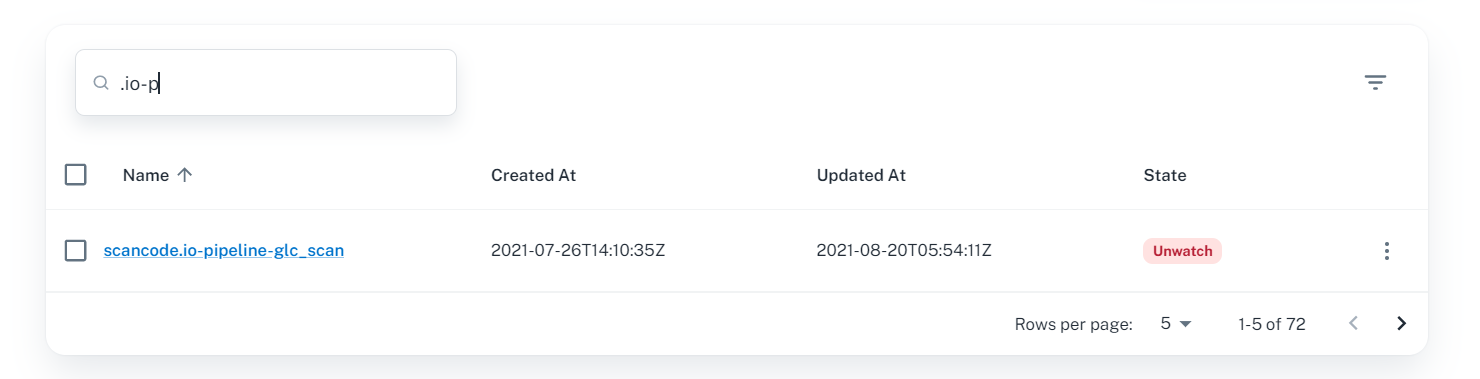 .io-p
Name Created At Updated At State
scancode.io-pipeline-glc_scan 2021-07-26T14:10:35Z 2021-08-20T05:54:11Z Unwatch
Rows per page: 5 1-5 of 72